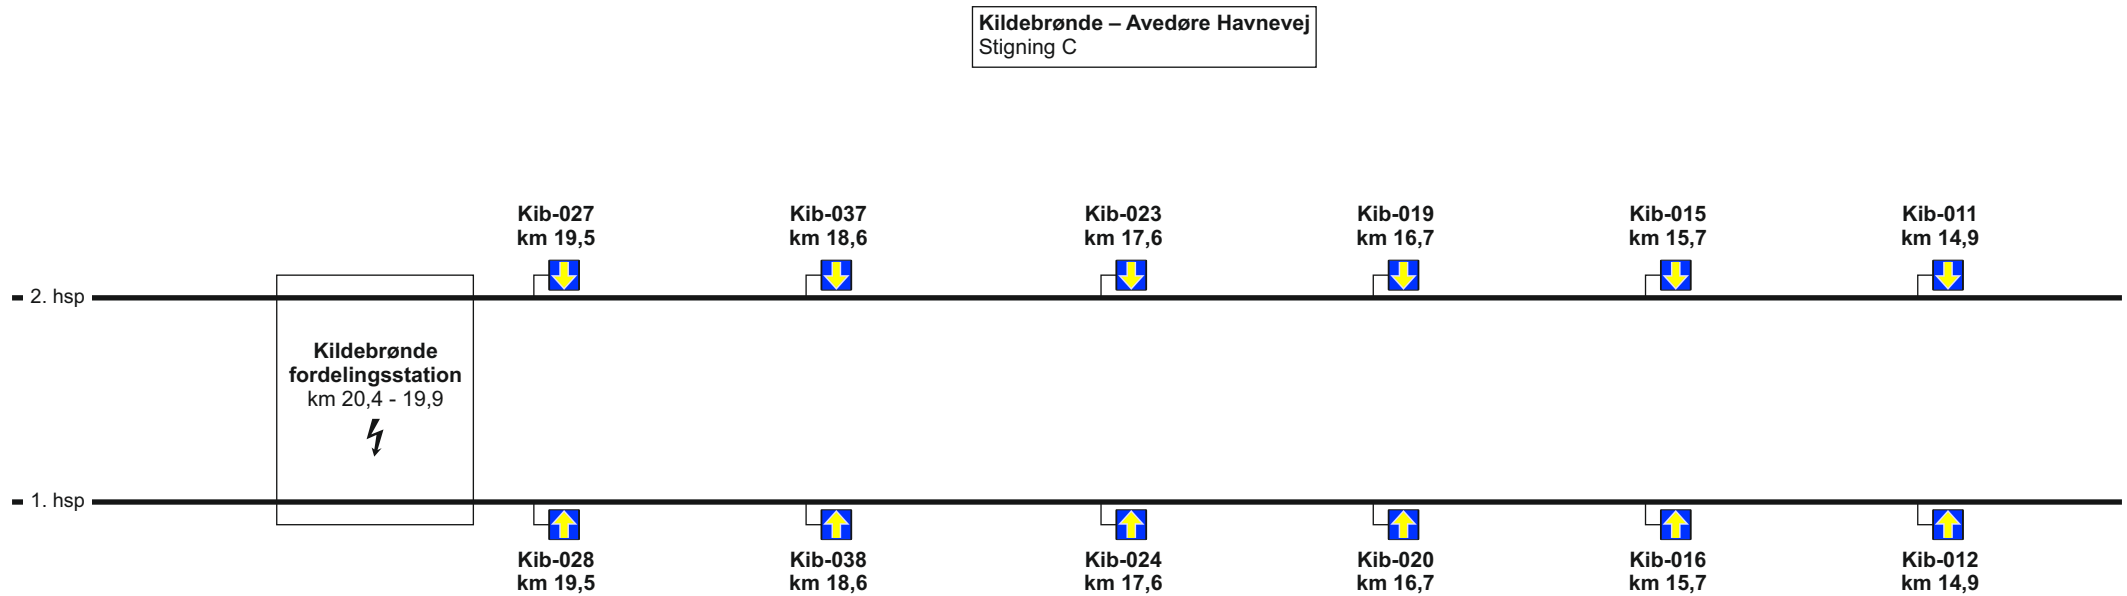 Kildebrønde – Avedøre Havnevej
Stigning C
Kib-027
km 19,5
Kib-037
km 18,6
Kib-023
km 17,6
Kib-019
km 16,7
Kib-015
km 15,7
Kib-011
km 14,9
2. hsp
Kildebrønde
fordelingsstation
km 20,4 - 19,9
1. hsp
Kib-028
km 19,5
Kib-038
km 18,6
Kib-024
km 17,6
Kib-020
km 16,7
Kib-016
km 15,7
Kib-012
km 14,9